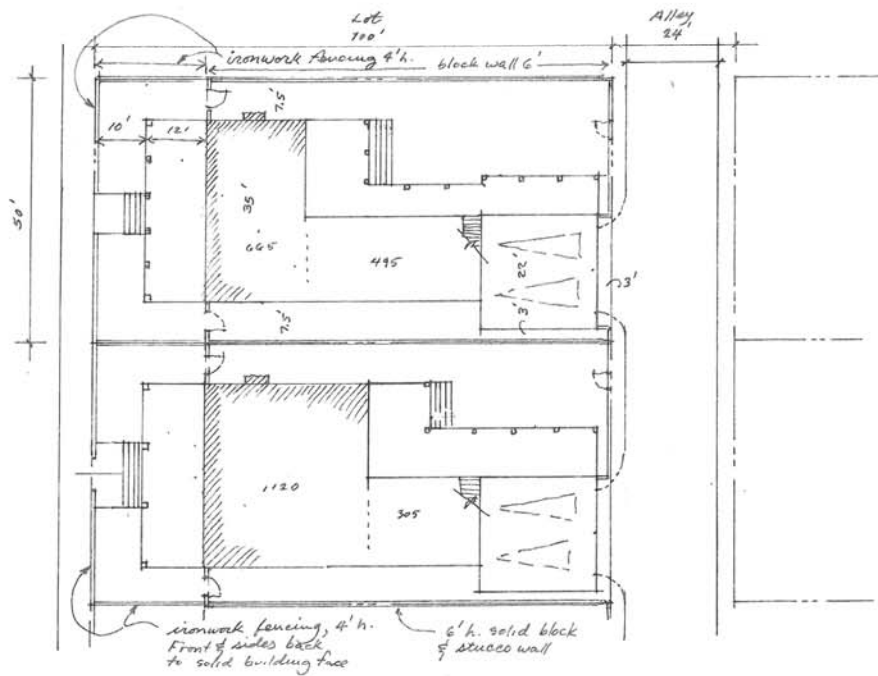 Lot
100'
Alley
24'
ironwork fencing 4'h.
block wall 6'
7.5'
10'
12'
50'
35'
665
495
22'
3'
7.5'
3'
1120
305
ironwork fencing, 4'h.
Front & sides back
to solid building face
6'h. solid block
& stucco wall